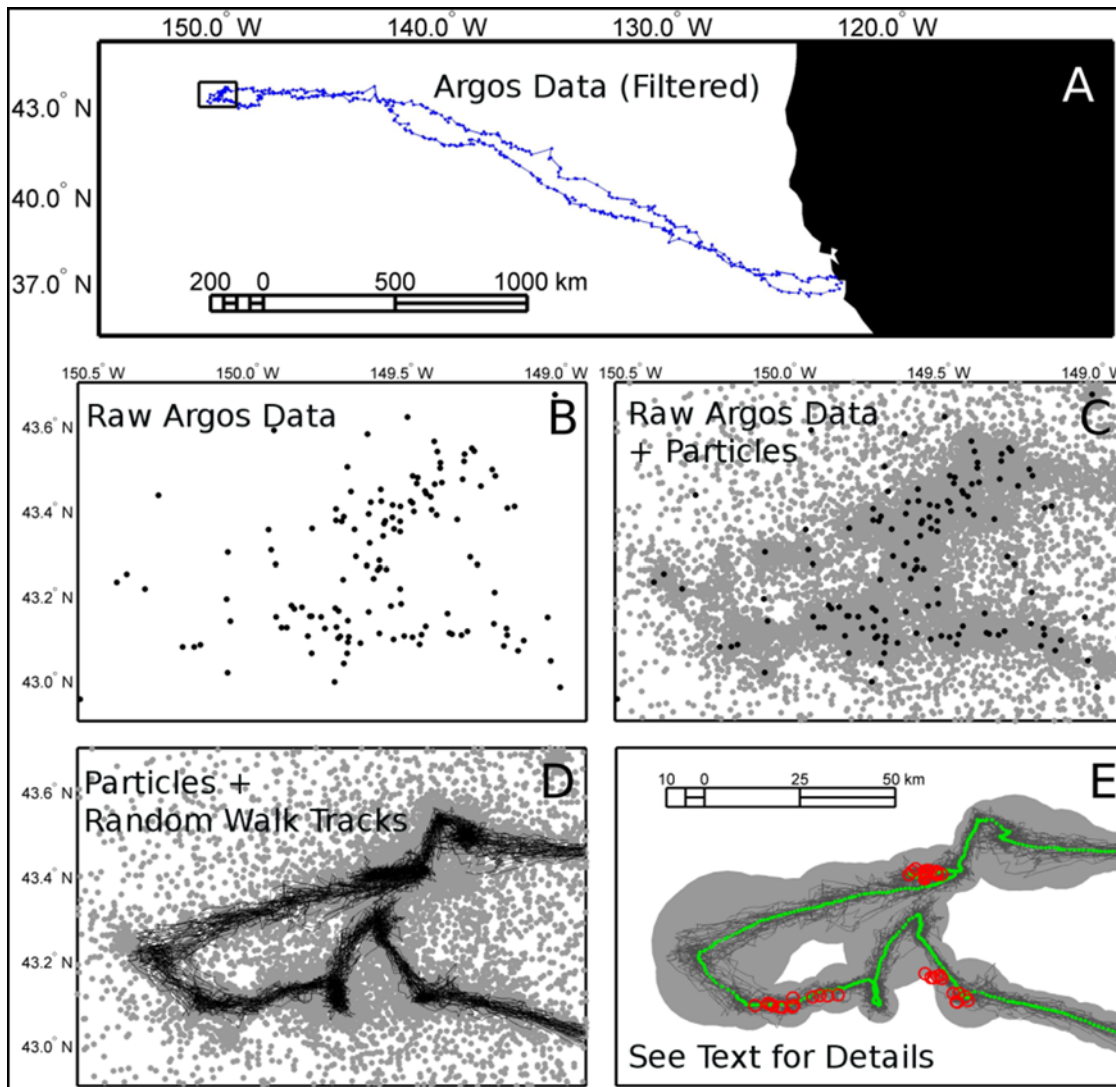 150.0° W 140.0° W 130.0° W 120.0° W
Argos Data (Filtered)
A
43.0° N
40.0° N
37.0° N
200 0 500 1000 km
150.5° W 150.0° W 149.5° W 149.0° W
150.5° W 150.0° W 149.5° W 149.0° W
Raw Argos Data
B
43.6° N
43.4° N
43.2° N
43.0° N
Raw Argos Data
+ Particles
C
Particles +
Random Walk Tracks
D
43.6° N
43.4° N
43.2° N
43.0° N
10 0 25 50 km
E
See Text for Details